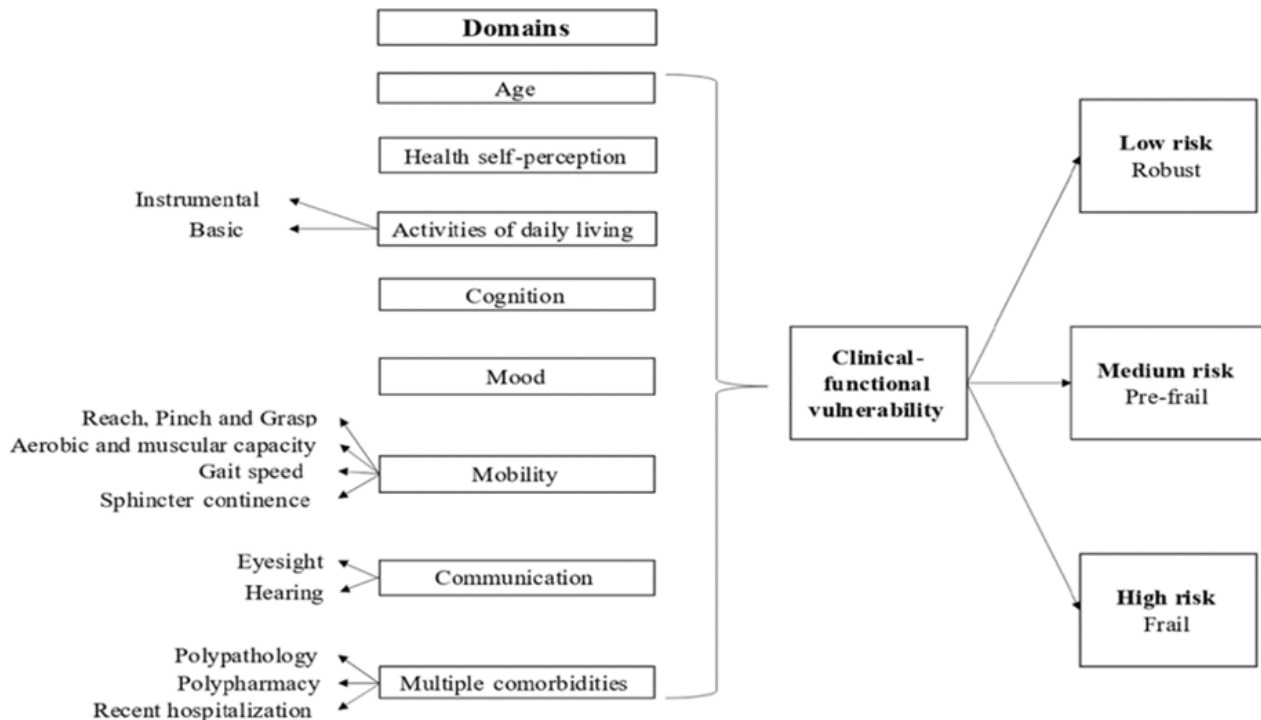 Domains
Age
Health self-perception
Instrumental
Basic
Activities of daily living
Cognition
Mood
Reach, Pinch and Grasp
Aerobic and muscular capacity
Gait speed
Sphincter continence
Mobility
Eyesight
Hearing
Communication
Polypathology
Polypharmacy
Recent hospitalization
Multiple comorbidities
Clinical-
functional
vulnerability
Low risk
Robust
Medium risk
Pre-frail
High risk
Frail